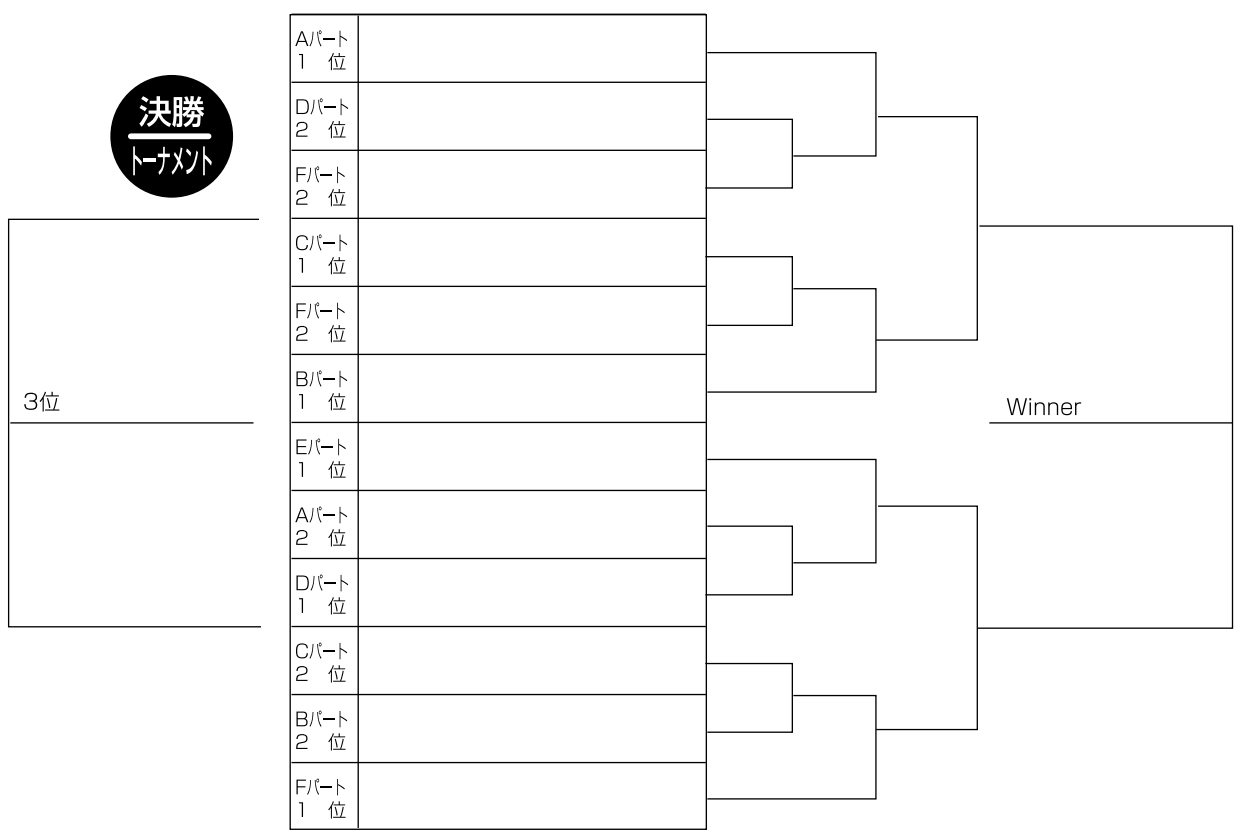 決勝
トーナメント
Aパート
1 位
Dパート
2 位
Fパート
2 位
Cパート
1 位
Fパート
2 位
Bパート
1 位
Eパート
1 位
Aパート
2 位
Dパート
1 位
Cパート
2 位
Bパート
2 位
Fパート
1 位
3位
Winner